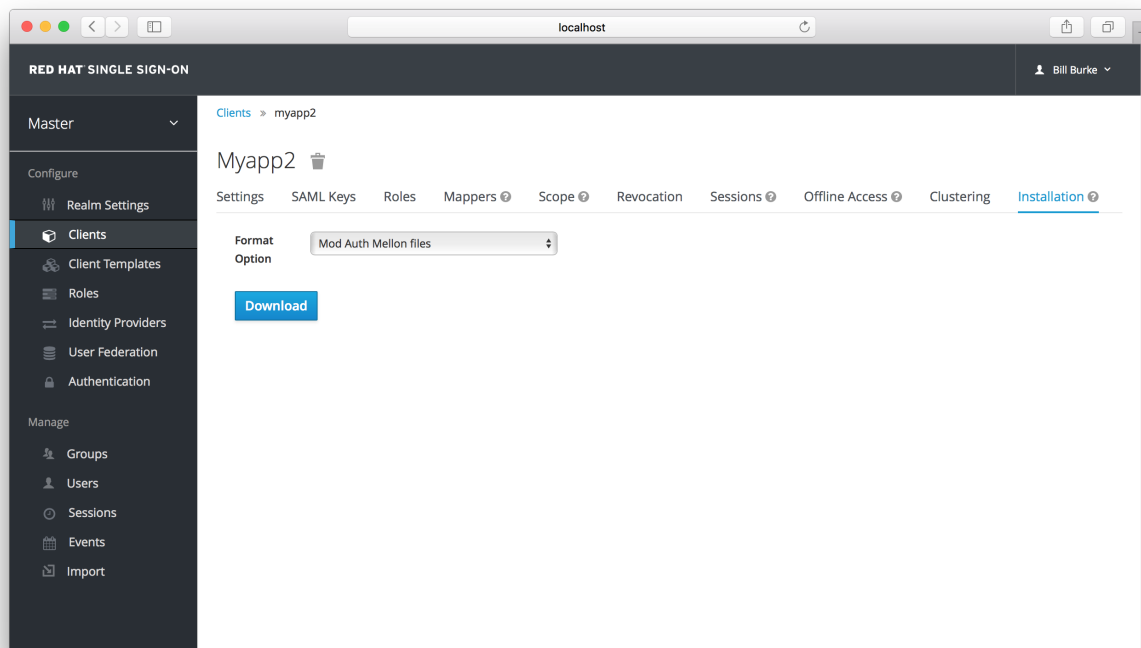 localhost
RED HAT SINGLE SIGN-ON
Bill Burke
Master
Configure
Realm Settings
Clients
Client Templates
Roles
Identity Providers
User Federation
Authentication
Manage
Groups
Users
Sessions
Events
Import
Clients » myapp2
Myapp2
Settings SAML Keys Roles Mappers ? Scope ? Revocation Sessions ? Offline Access ? Clustering Installation ?
Format
Option
Mod Auth Mellon files
Download